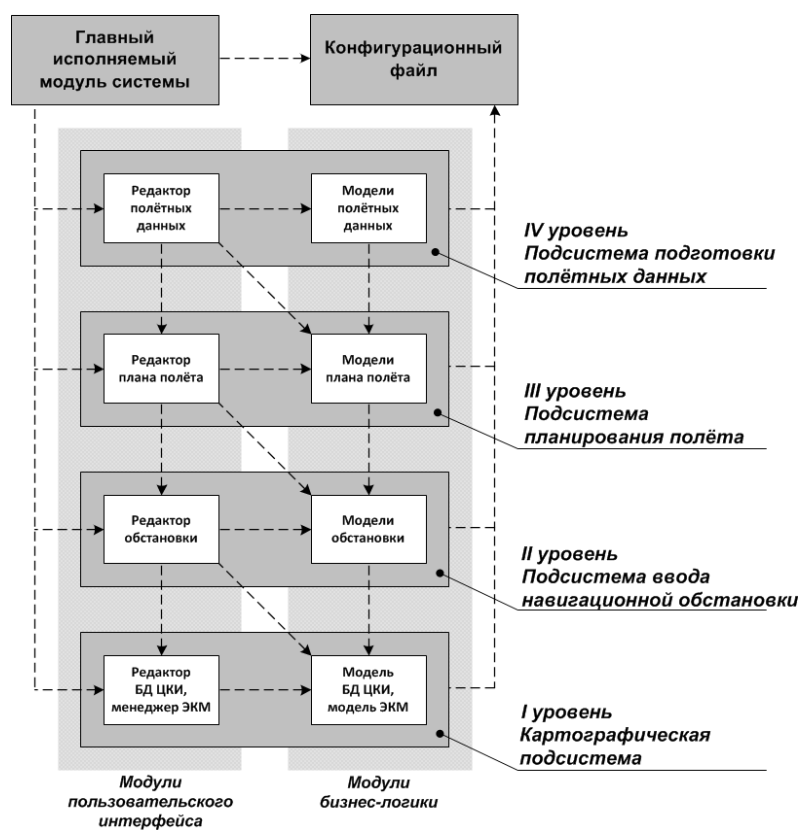 Главный
исполняемый
модуль системы
Конфигурационный
файл
Редактор
полётных
данных
Модели
полётных
данных
IV уровень
Подсистема подготовки
полётных данных
Редактор
плана полёта
Модели
плана полёта
III уровень
Подсистема
планирования полёта
Редактор
обстановки
Модели
обстановки
II уровень
Подсистема ввода
навигационной обстановки
Редактор
БД ЦКИ,
менеджер ЭКМ
Модель
БД ЦКИ,
модель ЭКМ
I уровень
Картографическая
подсистема
Модули
пользовательского
интерфейса
Модули
бизнес-логики